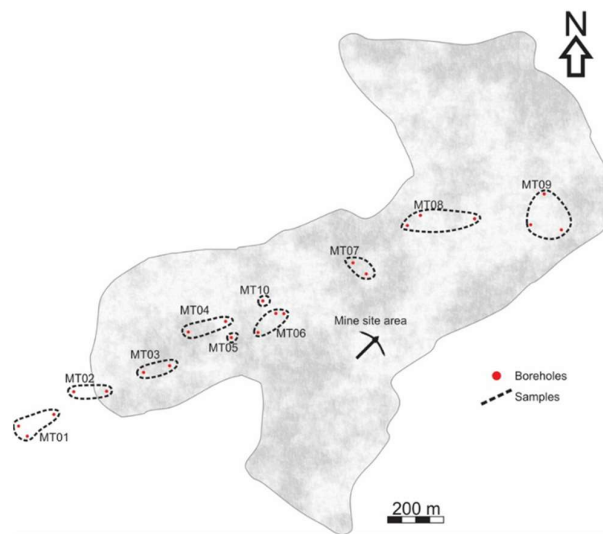 N
MT09
MT08
MT07
MT10
MT04
MT06
MT05
Mine site area
MT03
MT02
MT01
Boreholes
Samples
200 m